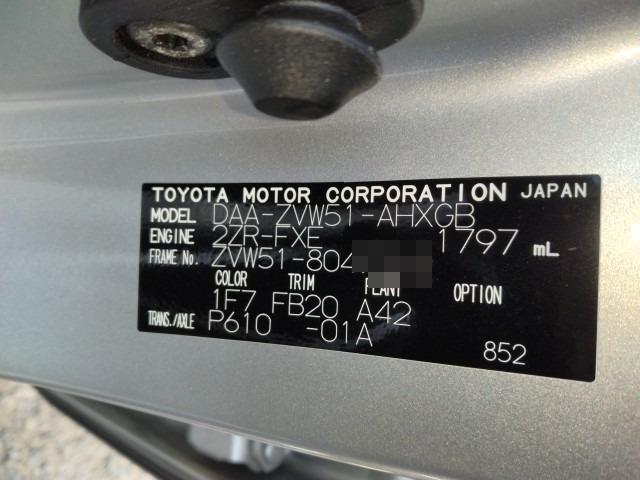 TOYOTA MOTOR CORPORATION JAPAN
MODEL DAA-ZVW51-AHXGB
ENGINE 2ZR-FXE 1797 mL
FRAME No. ZVW51-804
COLOR TRIM PLANT OPTION
1F7 FB20 A42
TRANS./AXLE P610 -01A
852